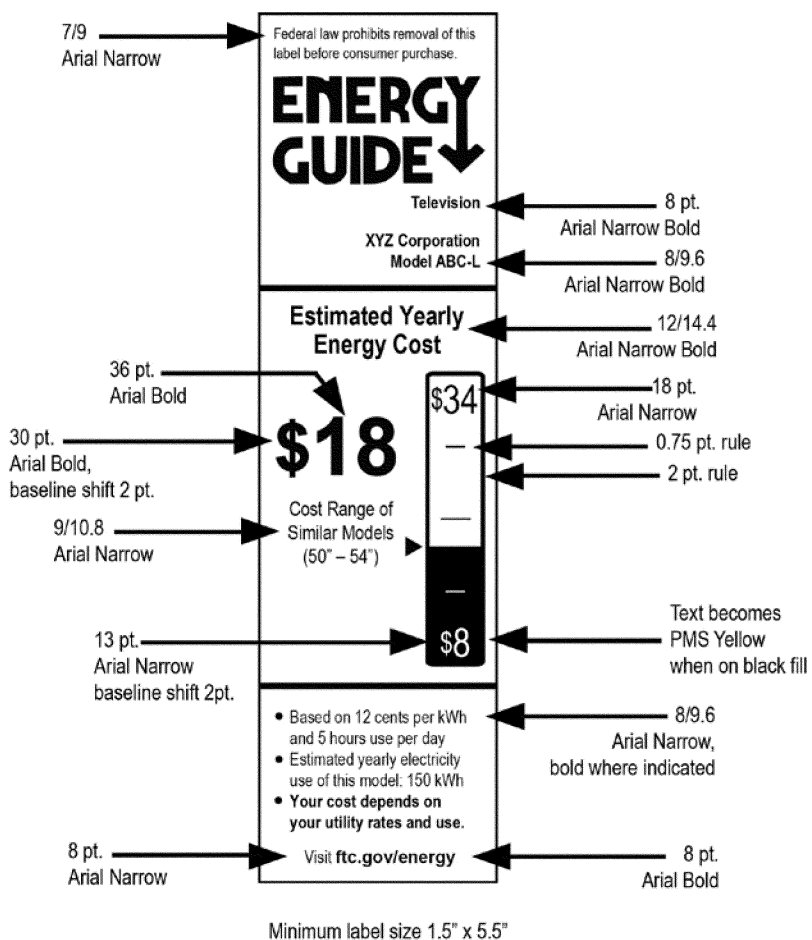 7/9
Arial Narrow
Federal law prohibits removal of this
label before consumer purchase.
ENERGY
GUIDE
Television
8 pt.
Arial Narrow Bold
XYZ Corporation
Model ABC-L
8/9.6
Arial Narrow Bold
Estimated Yearly
Energy Cost
12/14.4
Arial Narrow Bold
36 pt.
Arial Bold
$34
18 pt.
Arial Narrow
30 pt.
Arial Bold,
baseline shift 2 pt.
$18
0.75 pt. rule
2 pt. rule
9/10.8
Arial Narrow
Cost Range of
Similar Models
(50” – 54”)
13 pt.
Arial Narrow
baseline shift 2pt.
$8
Text becomes
PMS Yellow
when on black fill
• Based on 12 cents per kWh
and 5 hours use per day
• Estimated yearly electricity
use of this model: 150 kWh
• Your cost depends on
your utility rates and use.
8/9.6
Arial Narrow,
bold where indicated
8 pt.
Arial Narrow
Visit ftc.gov/energy
8 pt.
Arial Bold
Minimum label size 1.5” x 5.5”